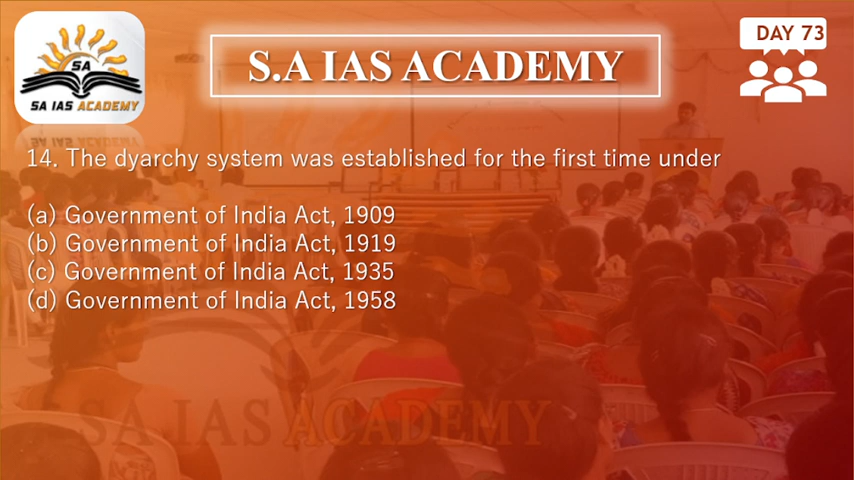 SA
SA IAS ACADEMY
S.A IAS ACADEMY
DAY 73
14. The dyarchy system was established for the first time under
(a) Government of India Act, 1909
(b) Government of India Act, 1919
(c) Government of India Act, 1935
(d) Government of India Act, 1958
SA IAS ACADEMY